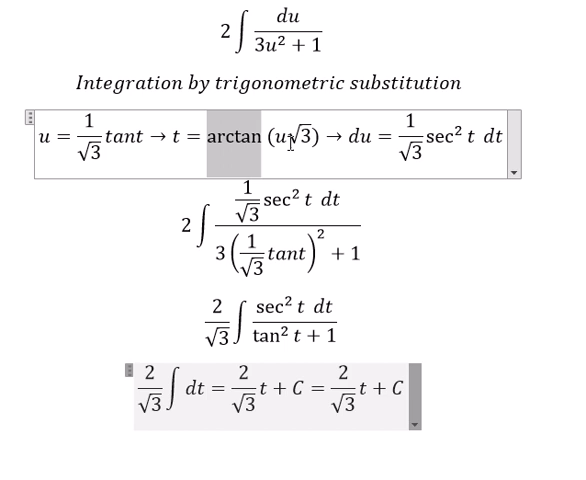 2∫ du / (3u² + 1)
Integration by trigonometric substitution
u = 1/√3 tant → t = arctan (u√3) → du = 1/√3 sec² t dt
2∫ (1/√3 sec² t dt) / (3(1/√3 tant)² + 1)
2/√3 ∫ (sec² t dt) / (tan² t + 1)
2/√3 ∫ dt = 2/√3 t + C = 2/√3 t + C